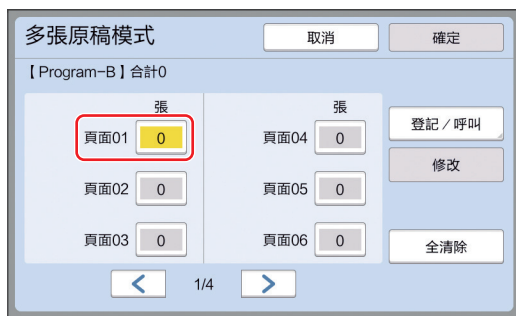 多張原稿模式 取消 確定
【Program-B】合計0
張 張
頁面01 0 頁面04 0 登記／呼叫
修改
頁面02 0 頁面05 0
頁面03 0 頁面06 0 全清除
< 1/4 >